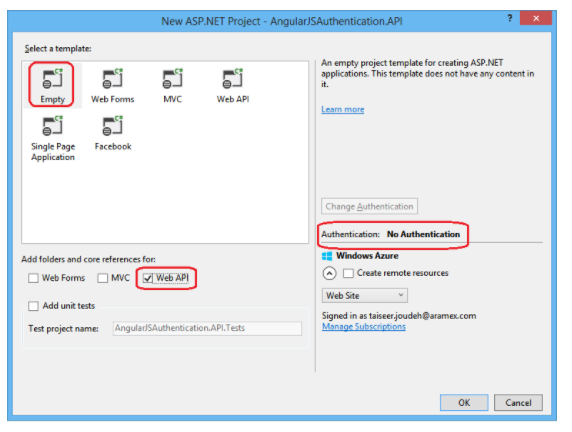 New ASP.NET Project - AngularJSAuthentication.API
? ×
Select a template:
Empty
Web Forms
MVC
Web API
Single Page
Application
Facebook
An empty project template for creating ASP.NET
applications. This template does not have any content in
it.
Learn more
Change Authentication
Authentication: No Authentication
Add folders and core references for:
Web Forms MVC Web API
Add unit tests
Test project name: AngularJSAuthentication.API.Tests
Windows Azure
Create remote resources
Web Site
Signed in as taiseer.joudeh@aramex.com
Manage Subscriptions
OK Cancel